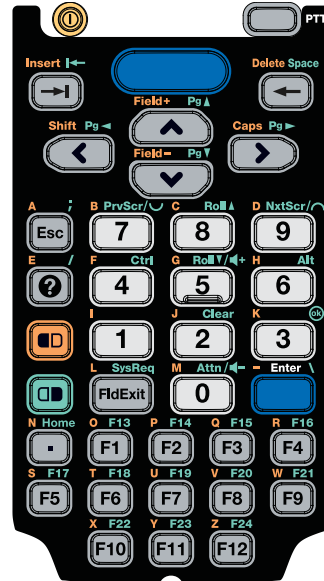 PTT
Insert Delete Space
Field+ Pg▲
Shift Pg◄ Caps Pg►
Field- Pg▼
A ; B PrvScr/ C Roll▲ D NxtScr/
Esc 7 8 9
E / F Ctrl G Roll▼/+ H Alt
? 4 5 6
I J Clear K ok
1 2 3
L SysReq M Attn/- - Enter \
FldExit 0
N Home O F13 P F14 Q F15 R F16
. F1 F2 F3 F4
S F17 T F18 U F19 V F20 W F21
F5 F6 F7 F8 F9
X F22 Y F23 Z F24
F10 F11 F12